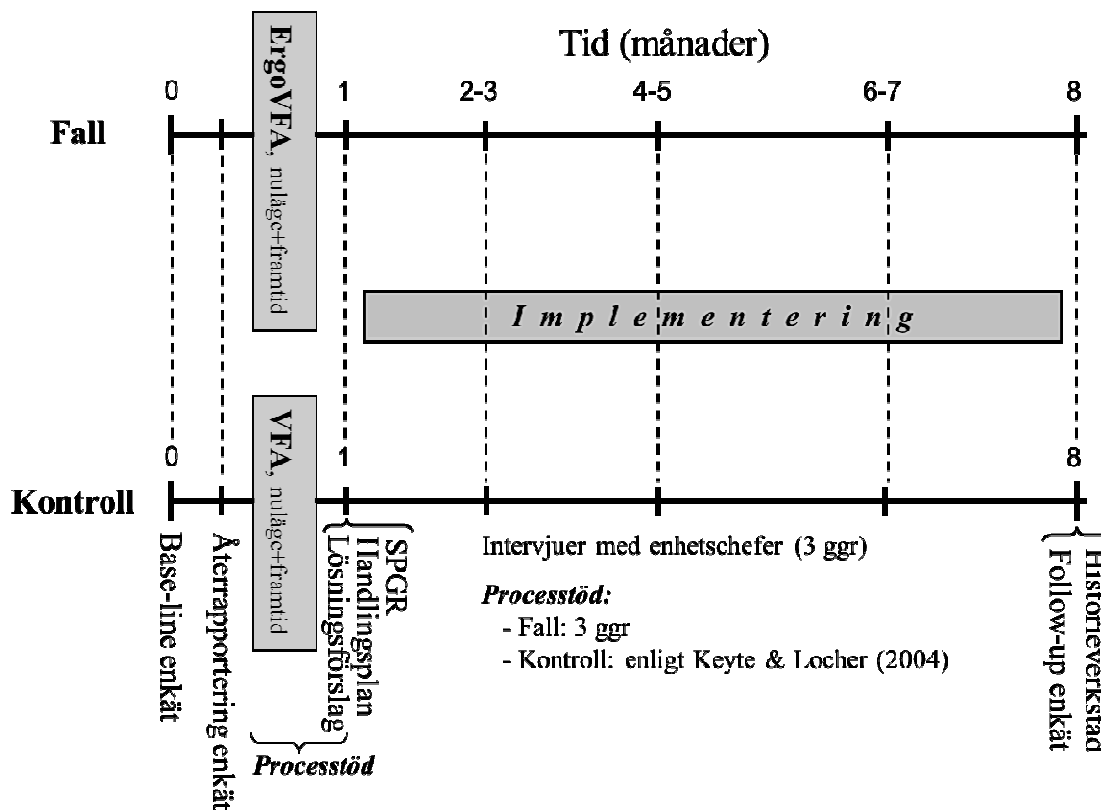 Tid (månader)
0
1
2-3
4-5
6-7
8
Fall
ErgoVFA, nuläge+framtid
Implementering
0
1
8
Kontroll
VFA, nuläge+framtid
Base-line enkät
Återrapportering enkät
SPGR
Handlingsplan
Lösningsförslag
Processtöd
Intervjuer med enhetschefer (3 ggr)
Processtöd:
- Fall: 3 ggr
- Kontroll: enligt Keyte & Locher (2004)
Historieverkstad
Follow-up enkät